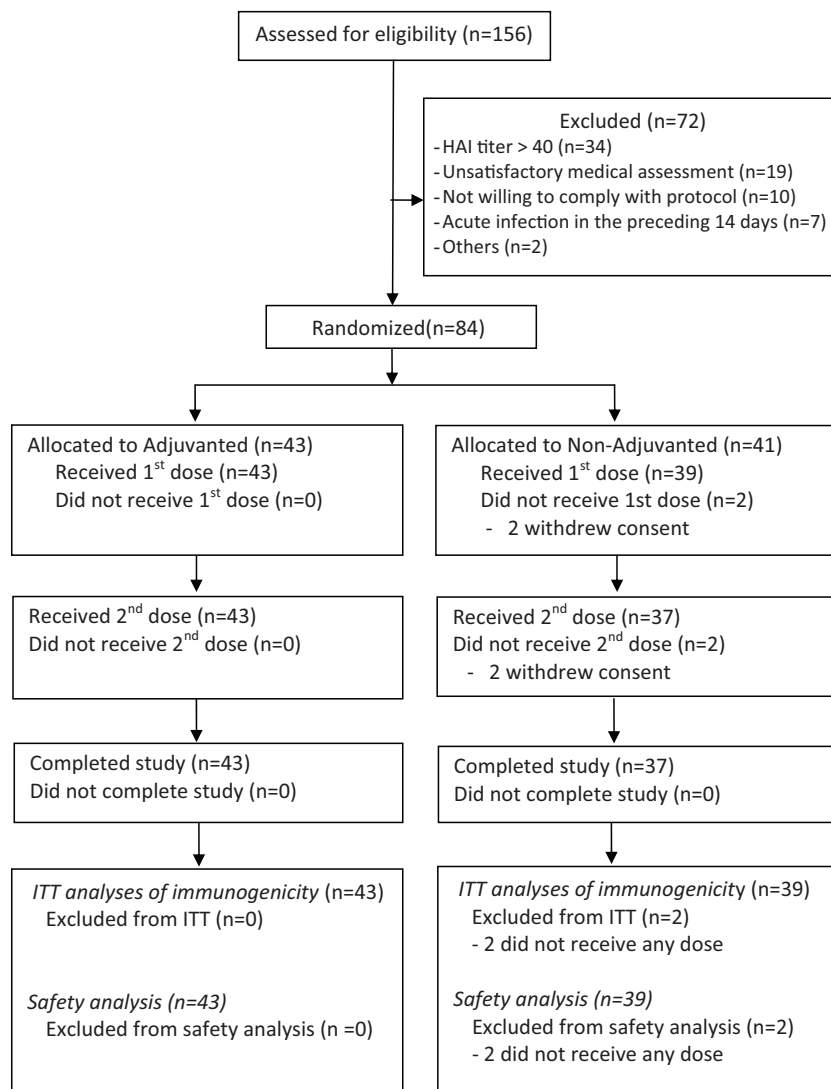 Assessed for eligibility (n=156)
Excluded (n=72)
-HAI titer > 40 (n=34)
-Unsatisfactory medical assessment (n=19)
-Not willing to comply with protocol (n=10)
-Acute infection in the preceding 14 days (n=7)
-Others (n=2)
Randomized(n=84)
Allocated to Adjuvanted (n=43)
Received 1st dose (n=43)
Did not receive 1st dose (n=0)
Allocated to Non-Adjuvanted (n=41)
Received 1st dose (n=39)
Did not receive 1st dose (n=2)
- 2 withdrew consent
Received 2nd dose (n=43)
Did not receive 2nd dose (n=0)
Received 2nd dose (n=37)
Did not receive 2nd dose (n=2)
- 2 withdrew consent
Completed study (n=43)
Did not complete study (n=0)
Completed study (n=37)
Did not complete study (n=0)
ITT analyses of immunogenicity (n=43)
Excluded from ITT (n=0)
Safety analysis (n=43)
Excluded from safety analysis (n =0)
ITT analyses of immunogenicity (n=39)
Excluded from ITT (n=2)
- 2 did not receive any dose
Safety analysis (n=39)
Excluded from safety analysis (n=2)
- 2 did not receive any dose